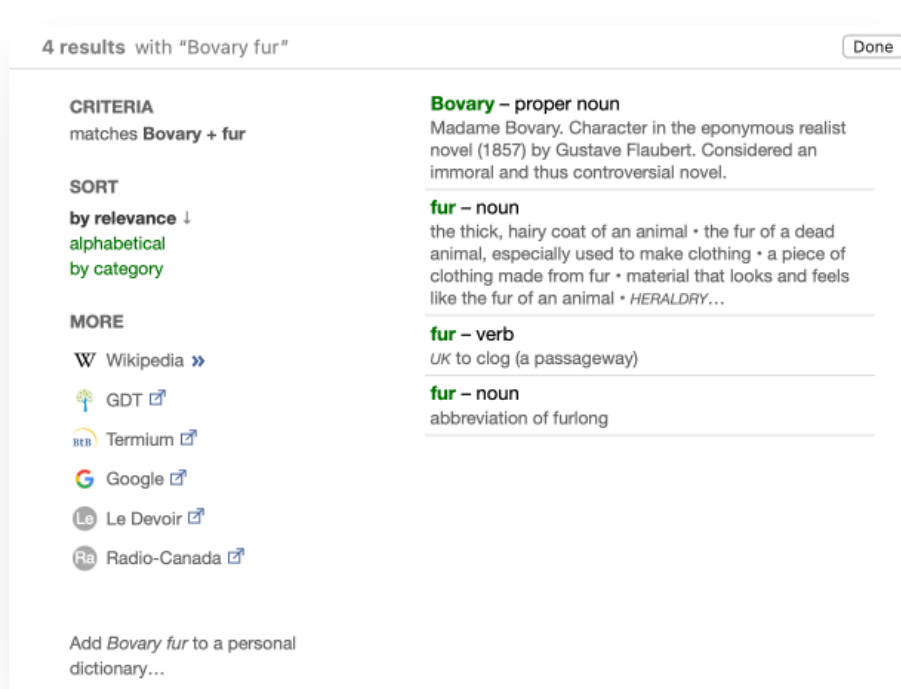 4 results with “Bovary fur”
Done
CRITERIA
matches Bovary + fur
SORT
by relevance ↓
alphabetical
by category
MORE
W Wikipedia »
GDT
BtB Termium
G Google
Le Le Devoir
Ra Radio-Canada
Add Bovary fur to a personal
dictionary...
Bovary – proper noun
Madame Bovary. Character in the eponymous realist
novel (1857) by Gustave Flaubert. Considered an
immoral and thus controversial novel.
fur – noun
the thick, hairy coat of an animal • the fur of a dead
animal, especially used to make clothing • a piece of
clothing made from fur • material that looks and feels
like the fur of an animal • HERALDRY...
fur – verb
UK to clog (a passageway)
fur – noun
abbreviation of furlong